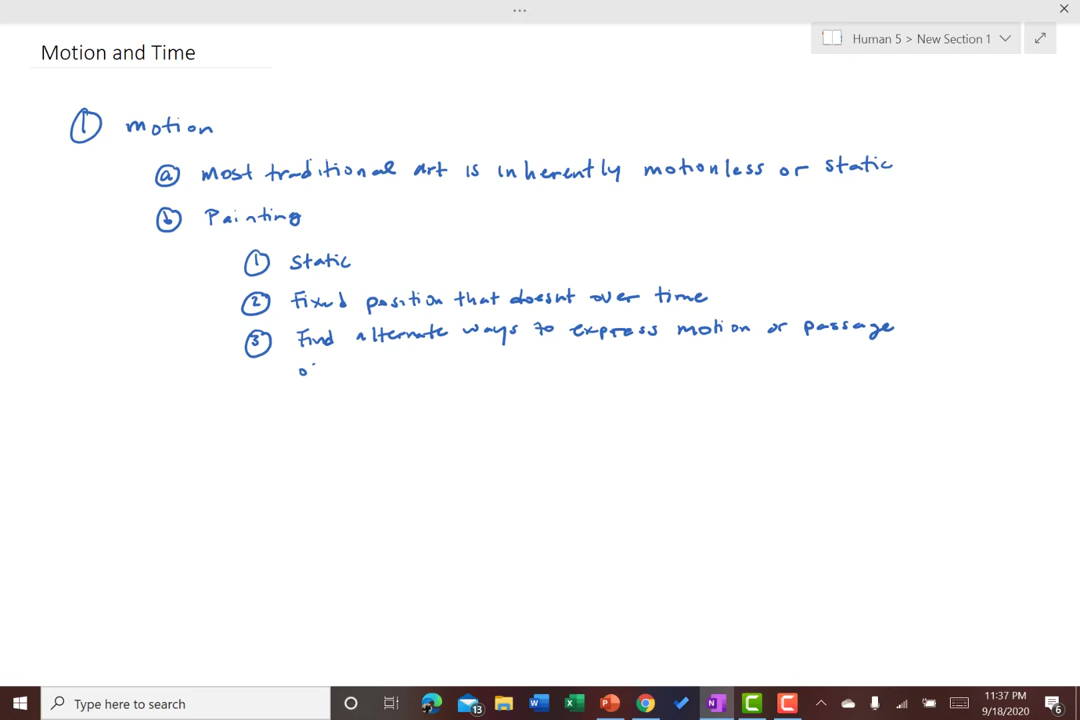 Motion and Time
Human 5 > New Section 1
① motion
ⓐ most traditional art is inherently motionless or static
ⓑ Painting
① static
② Fixed position that doesnt over time
③ Find alternate ways to express motion or passage
Type here to search
13
11:37 PM
9/18/2020
6